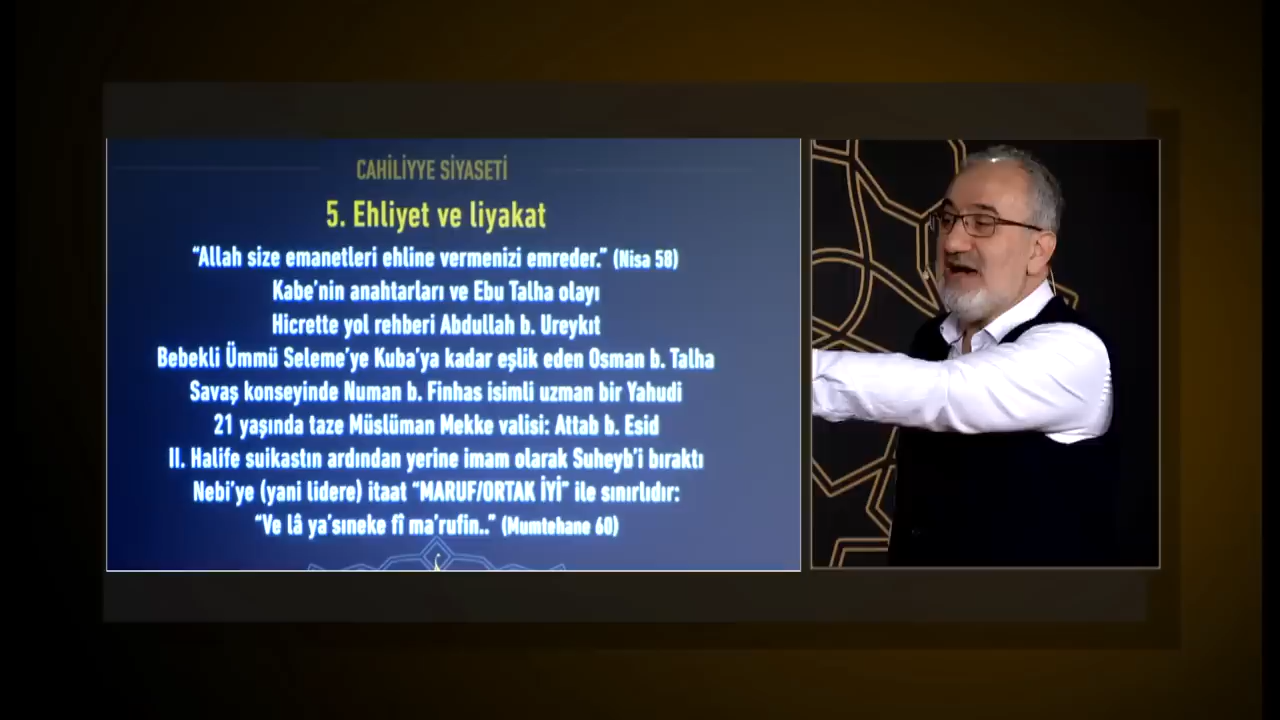 CAHİLİYYE SİYASETİ
5. Ehliyet ve liyakat
“Allah size emanetleri ehline vermenizi emreder.” (Nisa 58)
Kabe’nin anahtarları ve Ebu Talha olayı
Hicrette yol rehberi Abdullah b. Ureykıt
Bebekli Ümmü Seleme’ye Kuba’ya kadar eşlik eden Osman b. Talha
Savaş konseyinde Numan b. Finhas isimli uzman bir Yahudi
21 yaşında taze Müslüman Mekke valisi: Attab b. Esid
II. Halife suikastın ardından yerine imam olarak Suheyb’i bıraktı
Nebi’ye (yani lidere) itaat “MARUF/ORTAK İYİ” ile sınırlıdır:
“Ve lâ ya’sıneke fî ma’rufin..” (Mumtehane 60)